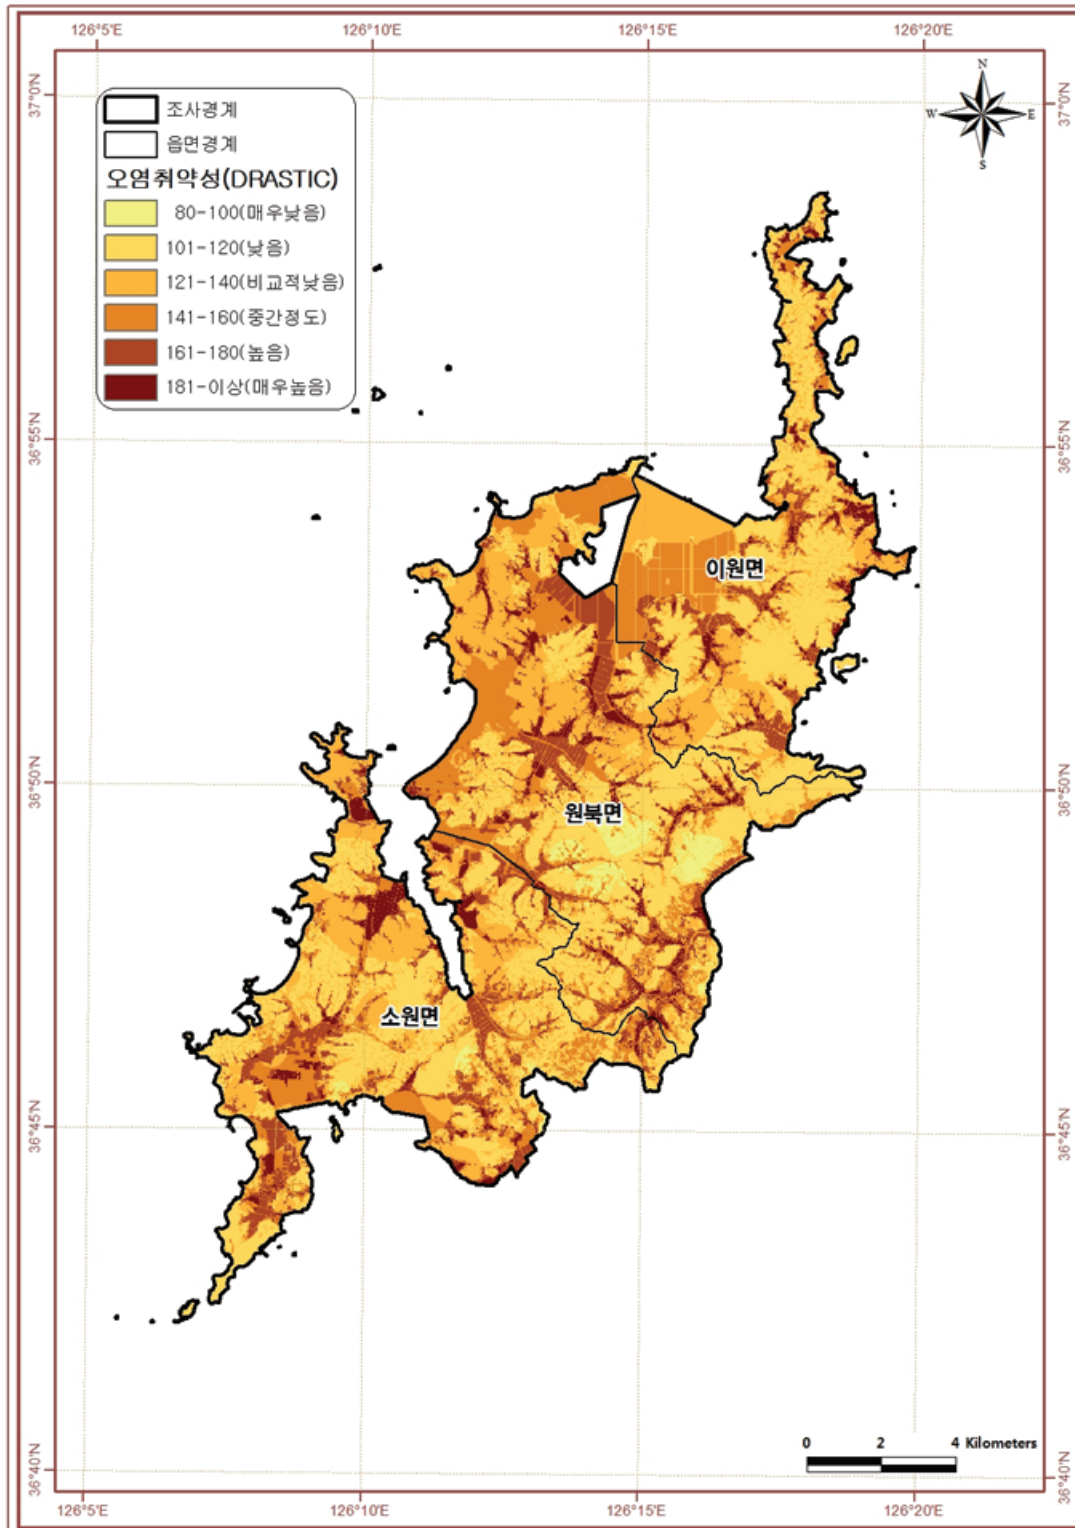 126°5'E 126°10'E 126°15'E 126°20'E
37°0'N 37°0'N
N
W E
S
조사경계
읍면경계
오염취약성(DRASTIC)
80-100(매우낮음)
101-120(낮음)
121-140(비교적낮음)
141-160(중간정도)
161-180(높음)
181-이상(매우높음)
36°55'N 36°55'N
이원면
36°50'N 36°50'N
원북면
소원면
36°45'N 36°45'N
0 2 4 Kilometers
36°40'N 36°40'N
126°5'E 126°10'E 126°15'E 126°20'E